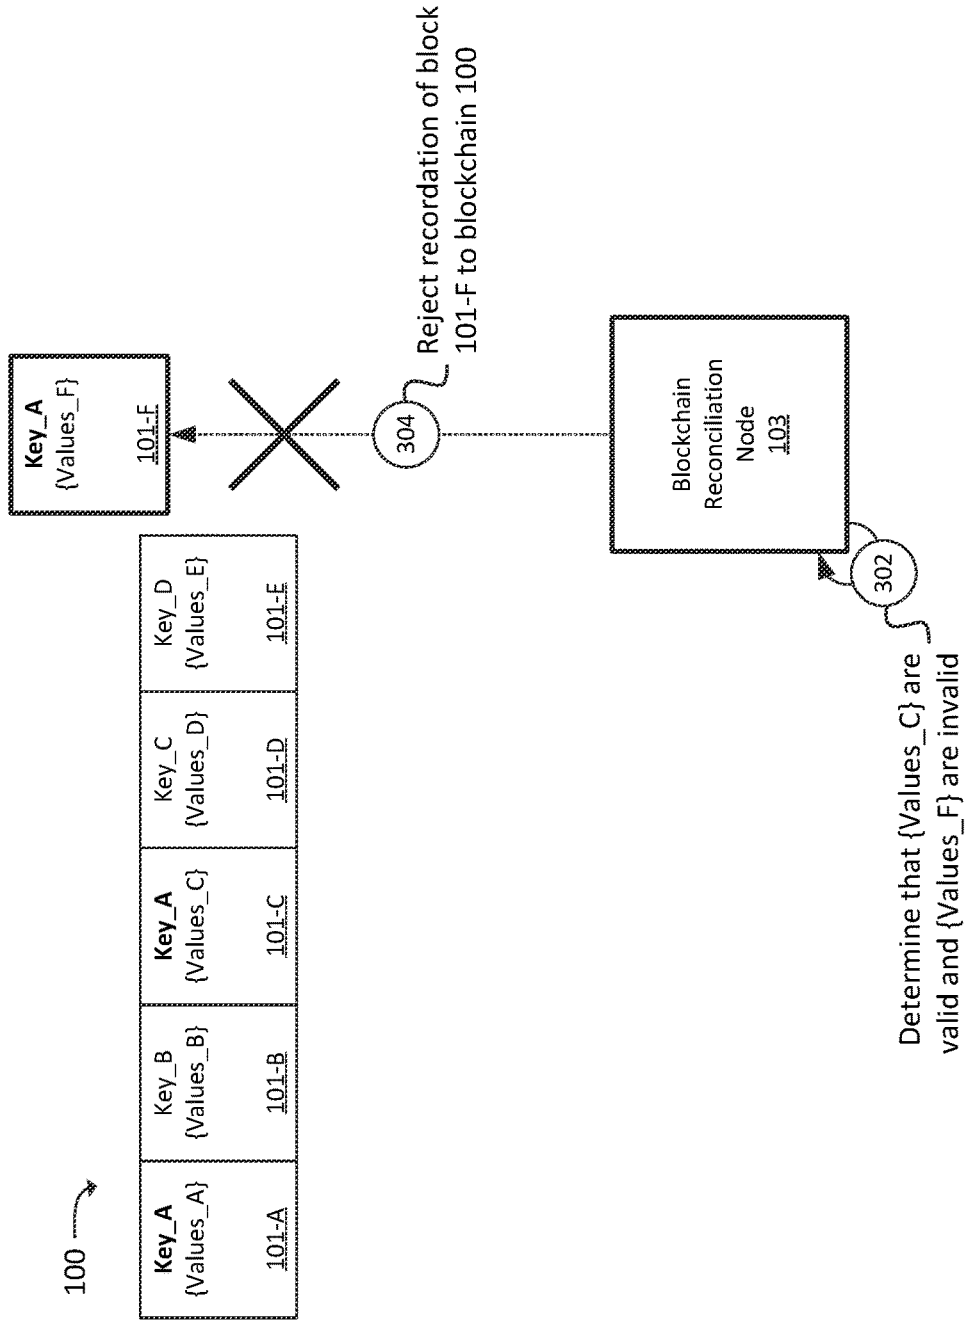 100
Key_A
{Values_A}
101-A
Key_B
{Values_B}
101-B
Key_A
{Values_C}
101-C
Key_C
{Values_D}
101-D
Key_D
{Values_E}
101-E
Key_A
{Values_F}
101-F
304
Reject recordation of block
101-F to blockchain 100
Blockchain
Reconciliation
Node
103
302
Determine that {Values_C} are
valid and {Values_F} are invalid